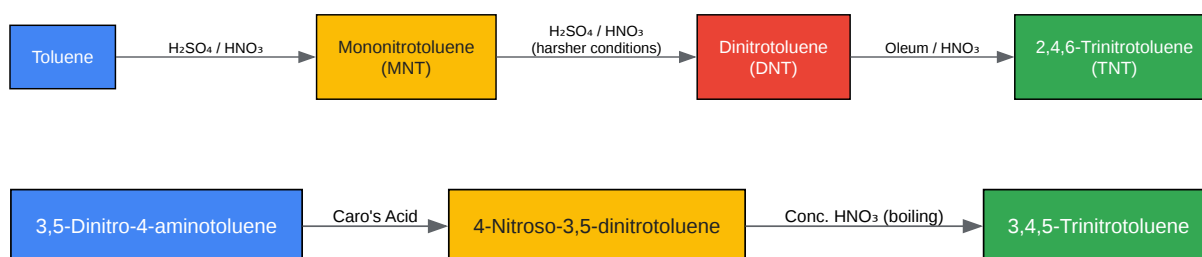 Toluene
H₂SO₄ / HNO₃
Mononitrotoluene
(MNT)
H₂SO₄ / HNO₃
(harsher conditions)
Dinitrotoluene
(DNT)
Oleum / HNO₃
2,4,6-Trinitrotoluene
(TNT)
3,5-Dinitro-4-aminotoluene
Caro's Acid
4-Nitroso-3,5-dinitrotoluene
Conc. HNO₃ (boiling)
3,4,5-Trinitrotoluene